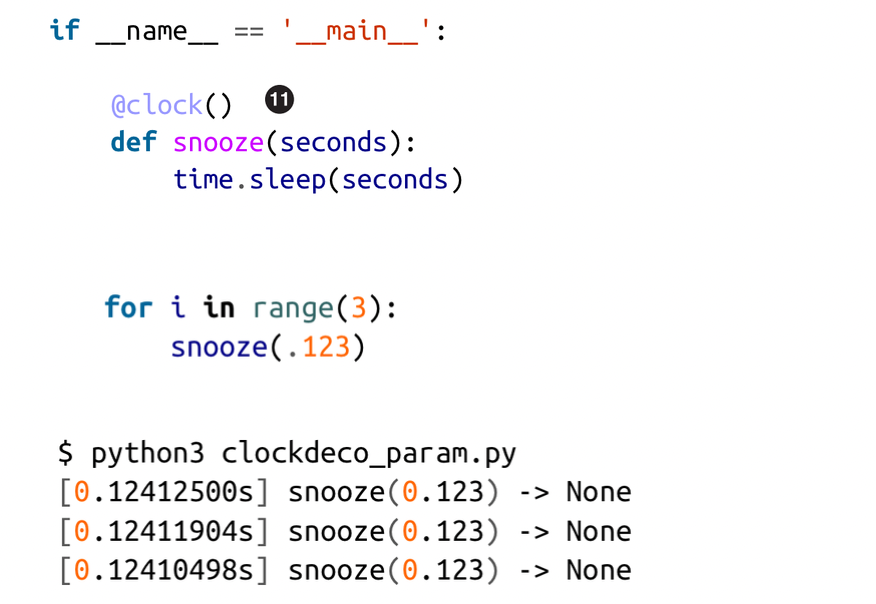 if __name__ == '__main__':
@clock() 11
def snooze(seconds):
time.sleep(seconds)
for i in range(3):
snooze(.123)
$ python3 clockdeco_param.py
[0.12412500s] snooze(0.123) -> None
[0.12411904s] snooze(0.123) -> None
[0.12410498s] snooze(0.123) -> None